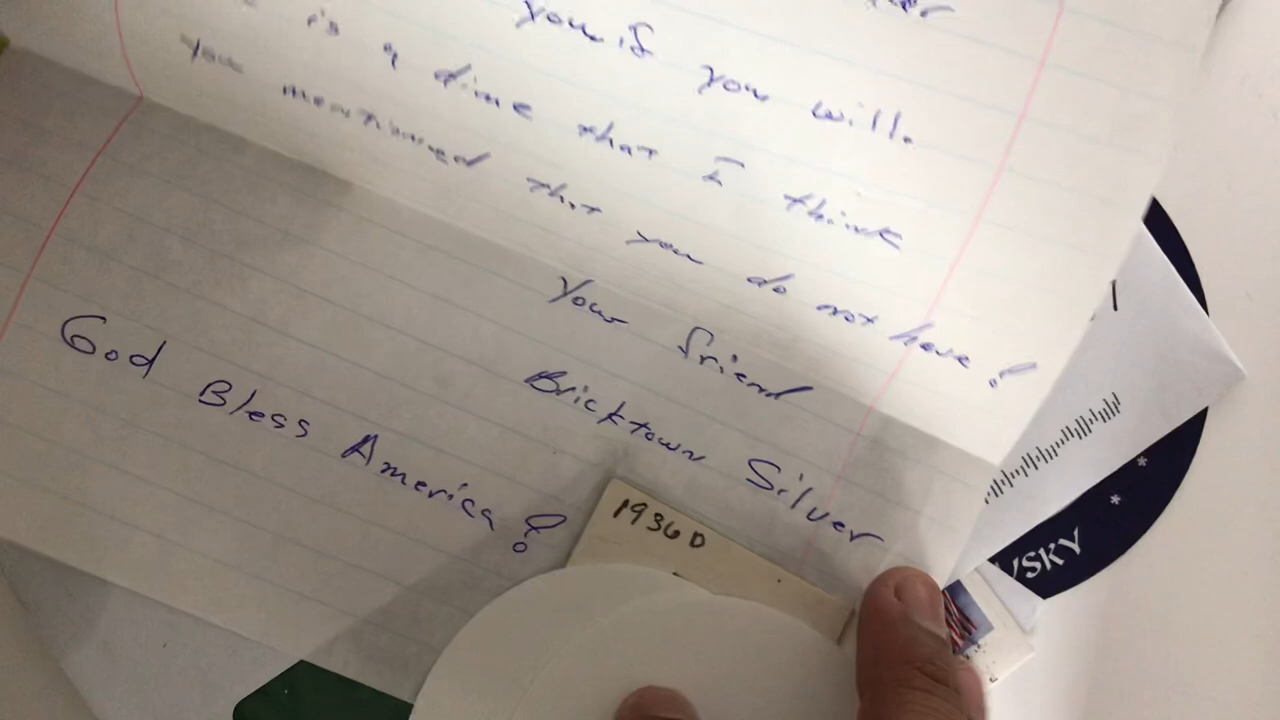 you if you will.
is a dime that I think
you mentioned that you do not have!
Your friend
Bricktown Silver
God Bless America!
1936 D
VSKY